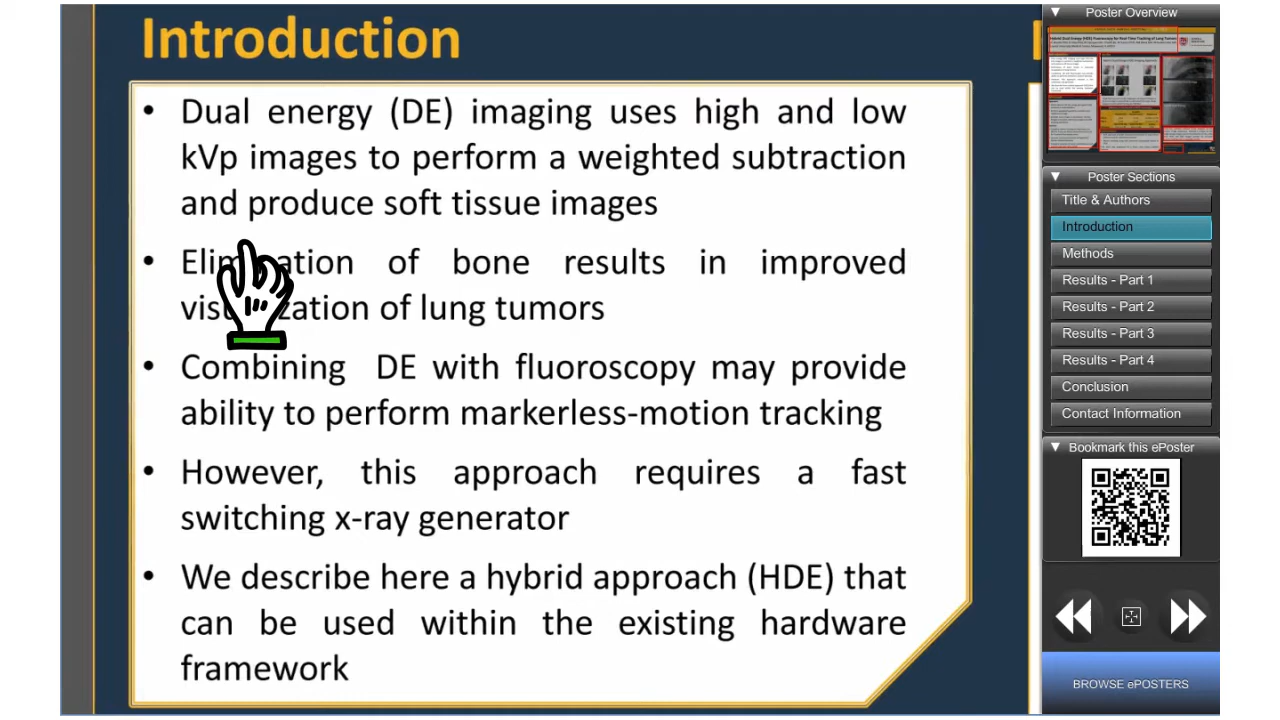 Introduction
• Dual energy (DE) imaging uses high and low
kVp images to perform a weighted subtraction
and produce soft tissue images
• Elimination of bone results in improved
visualization of lung tumors
• Combining DE with fluoroscopy may provide
ability to perform markerless-motion tracking
• However, this approach requires a fast
switching x-ray generator
• We describe here a hybrid approach (HDE) that
can be used within the existing hardware
framework
Poster Overview
Poster Sections
Title & Authors
Introduction
Methods
Results - Part 1
Results - Part 2
Results - Part 3
Results - Part 4
Conclusion
Contact Information
Bookmark this ePoster
BROWSE ePOSTERS